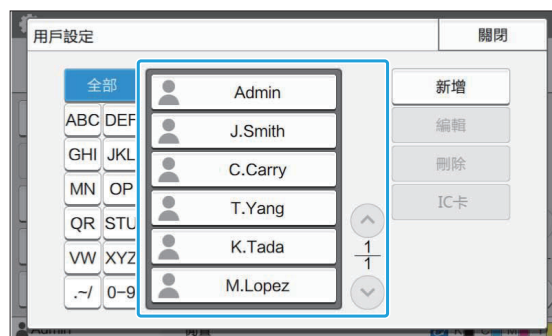 用戶設定
關閉
全部
ABC DEF
GHI JKL
MN OP
QR STU
VW XYZ
.~/ 0–9
Admin
J.Smith
C.Carry
T.Yang
K.Tada
M.Lopez
1
1
新增
編輯
刪除
IC卡
Admin